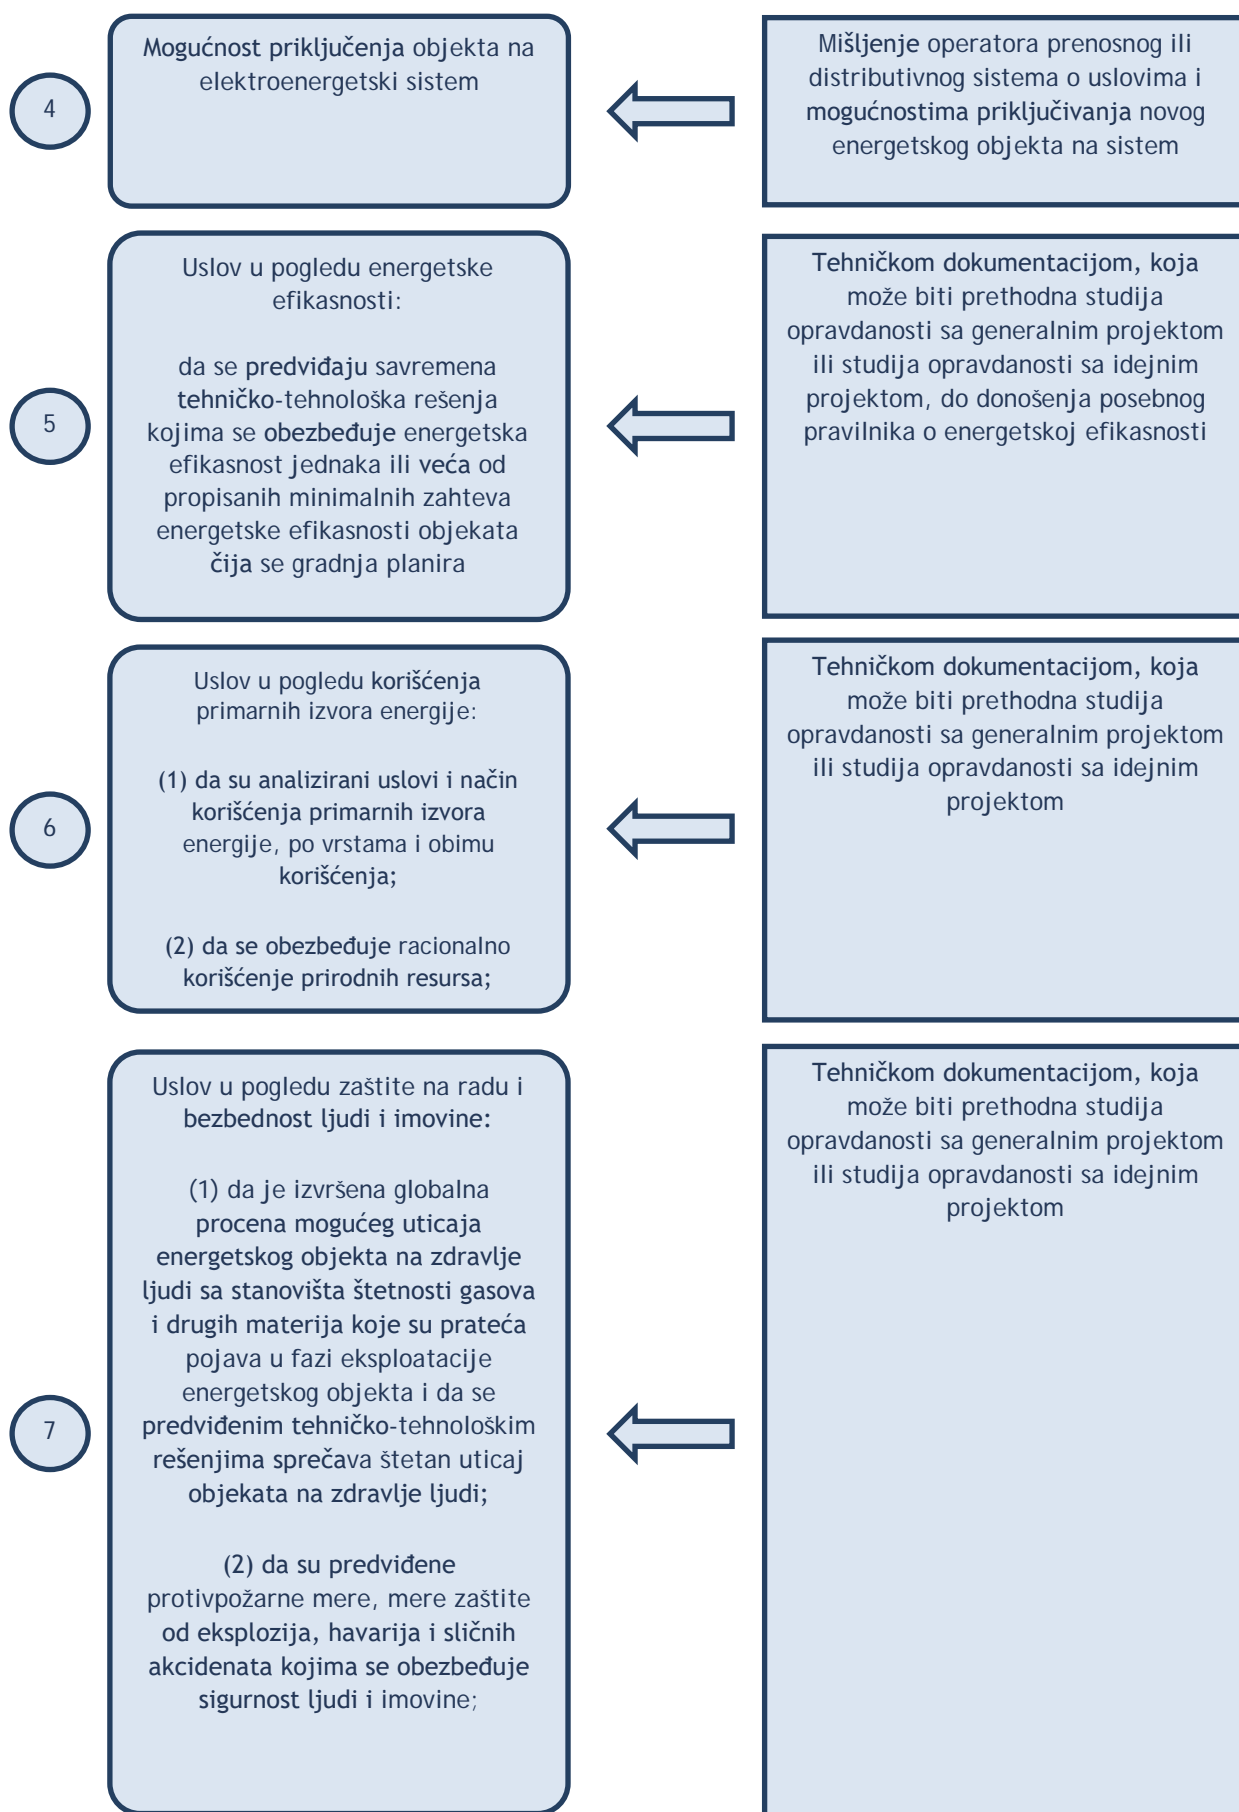 4
Mogućnost priključenja objekta na
elektroenergetski sistem
Mišljenje operatora prenosnog ili
distributivnog sistema o uslovima i
mogućnostima priključivanja novog
energetskog objekta na sistem
5
Uslov u pogledu energetske
efikasnosti:
da se predviđaju savremena
tehničko-tehnološka rešenja
kojima se obezbeđuje energetska
efikasnost jednaka ili veća od
propisanih minimalnih zahteva
energetske efikasnosti objekata
čija se gradnja planira
Tehničkom dokumentacijom, koja
može biti prethodna studija
opravdanosti sa generalnim projektom
ili studija opravdanosti sa idejnim
projektom, do donošenja posebnog
pravilnika o energetskoj efikasnosti
6
Uslov u pogledu korišćenja
primarnih izvora energije:
(1) da su analizirani uslovi i način
korišćenja primarnih izvora
energije, po vrstama i obimu
korišćenja;
(2) da se obezbeđuje racionalno
korišćenje prirodnih resursa;
Tehničkom dokumentacijom, koja
može biti prethodna studija
opravdanosti sa generalnim projektom
ili studija opravdanosti sa idejnim
projektom
7
Uslov u pogledu zaštite na radu i
bezbednost ljudi i imovine:
(1) da je izvršena globalna
procena mogućeg uticaja
energetskog objekta na zdravlje
ljudi sa stanovišta štetnosti gasova
i drugih materija koje su prateća
pojava u fazi eksploatacije
energetskog objekta i da se
predviđenim tehničko-tehnološkim
rešenjima sprečava štetan uticaj
objekata na zdravlje ljudi;
(2) da su predviđene
protivpožarne mere, mere zaštite
od eksplozija, havarija i sličnih
akcidenata kojima se obezbeđuje
sigurnost ljudi i imovine;
Tehničkom dokumentacijom, koja
može biti prethodna studija
opravdanosti sa generalnim projektom
ili studija opravdanosti sa idejnim
projektom